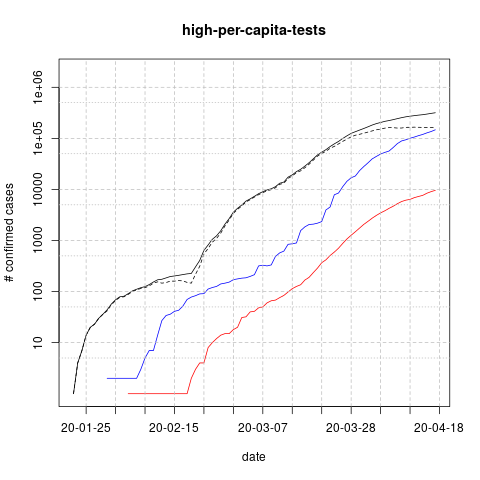 high-per-capita-tests
# confirmed cases
1e+06
1e+05
10000
1000
100
10
20-01-25 20-02-15 20-03-07 20-03-28 20-04-18
date